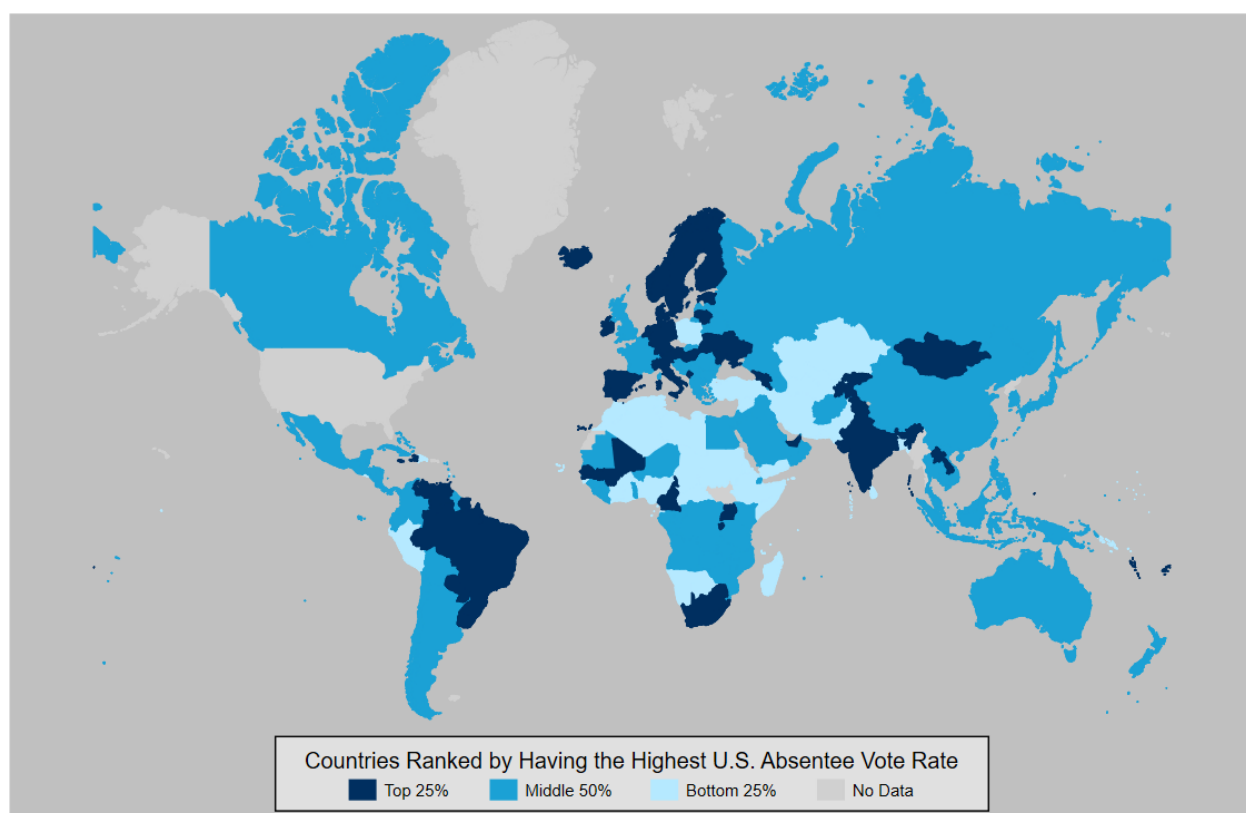 Countries Ranked by Having the Highest U.S. Absentee Vote Rate
Top 25% Middle 50% Bottom 25% No Data